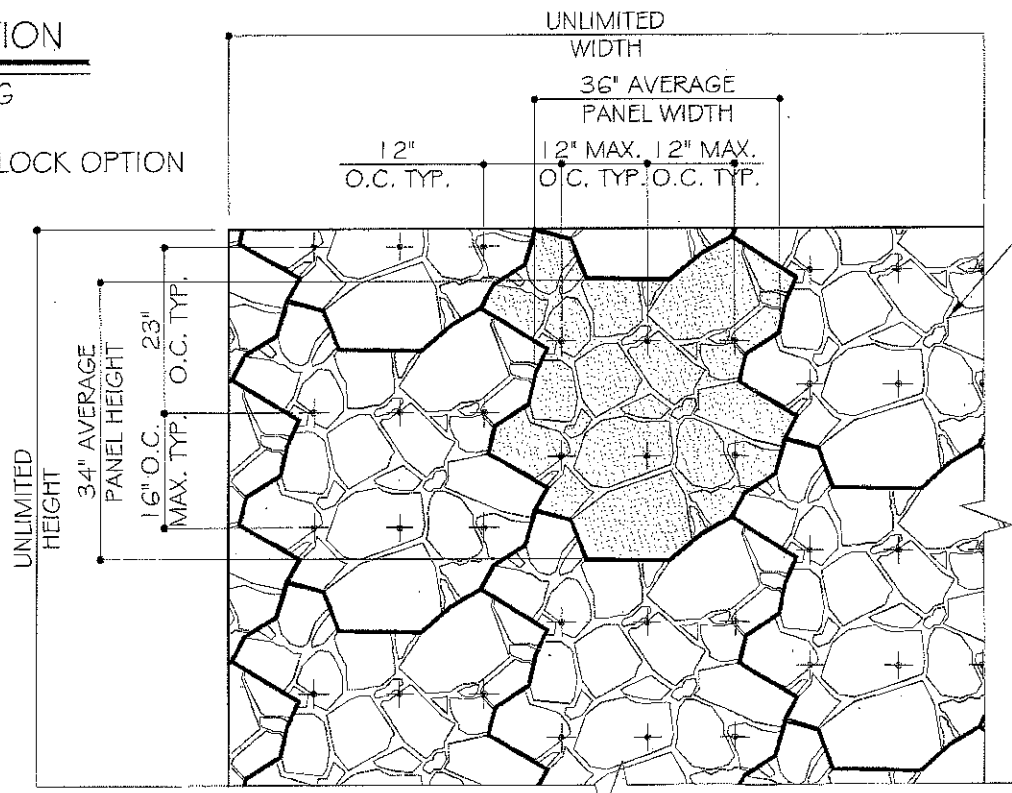 TION
G
LOCK OPTION
UNLIMITED
WIDTH
36" AVERAGE
PANEL WIDTH
12"
O.C. TYP.
12" MAX.
O.C. TYP.
12" MAX.
O.C. TYP.
UNLIMITED
HEIGHT
34" AVERAGE
PANEL HEIGHT
23"
O.C. TYP.
16" O.C.
MAX. TYP.